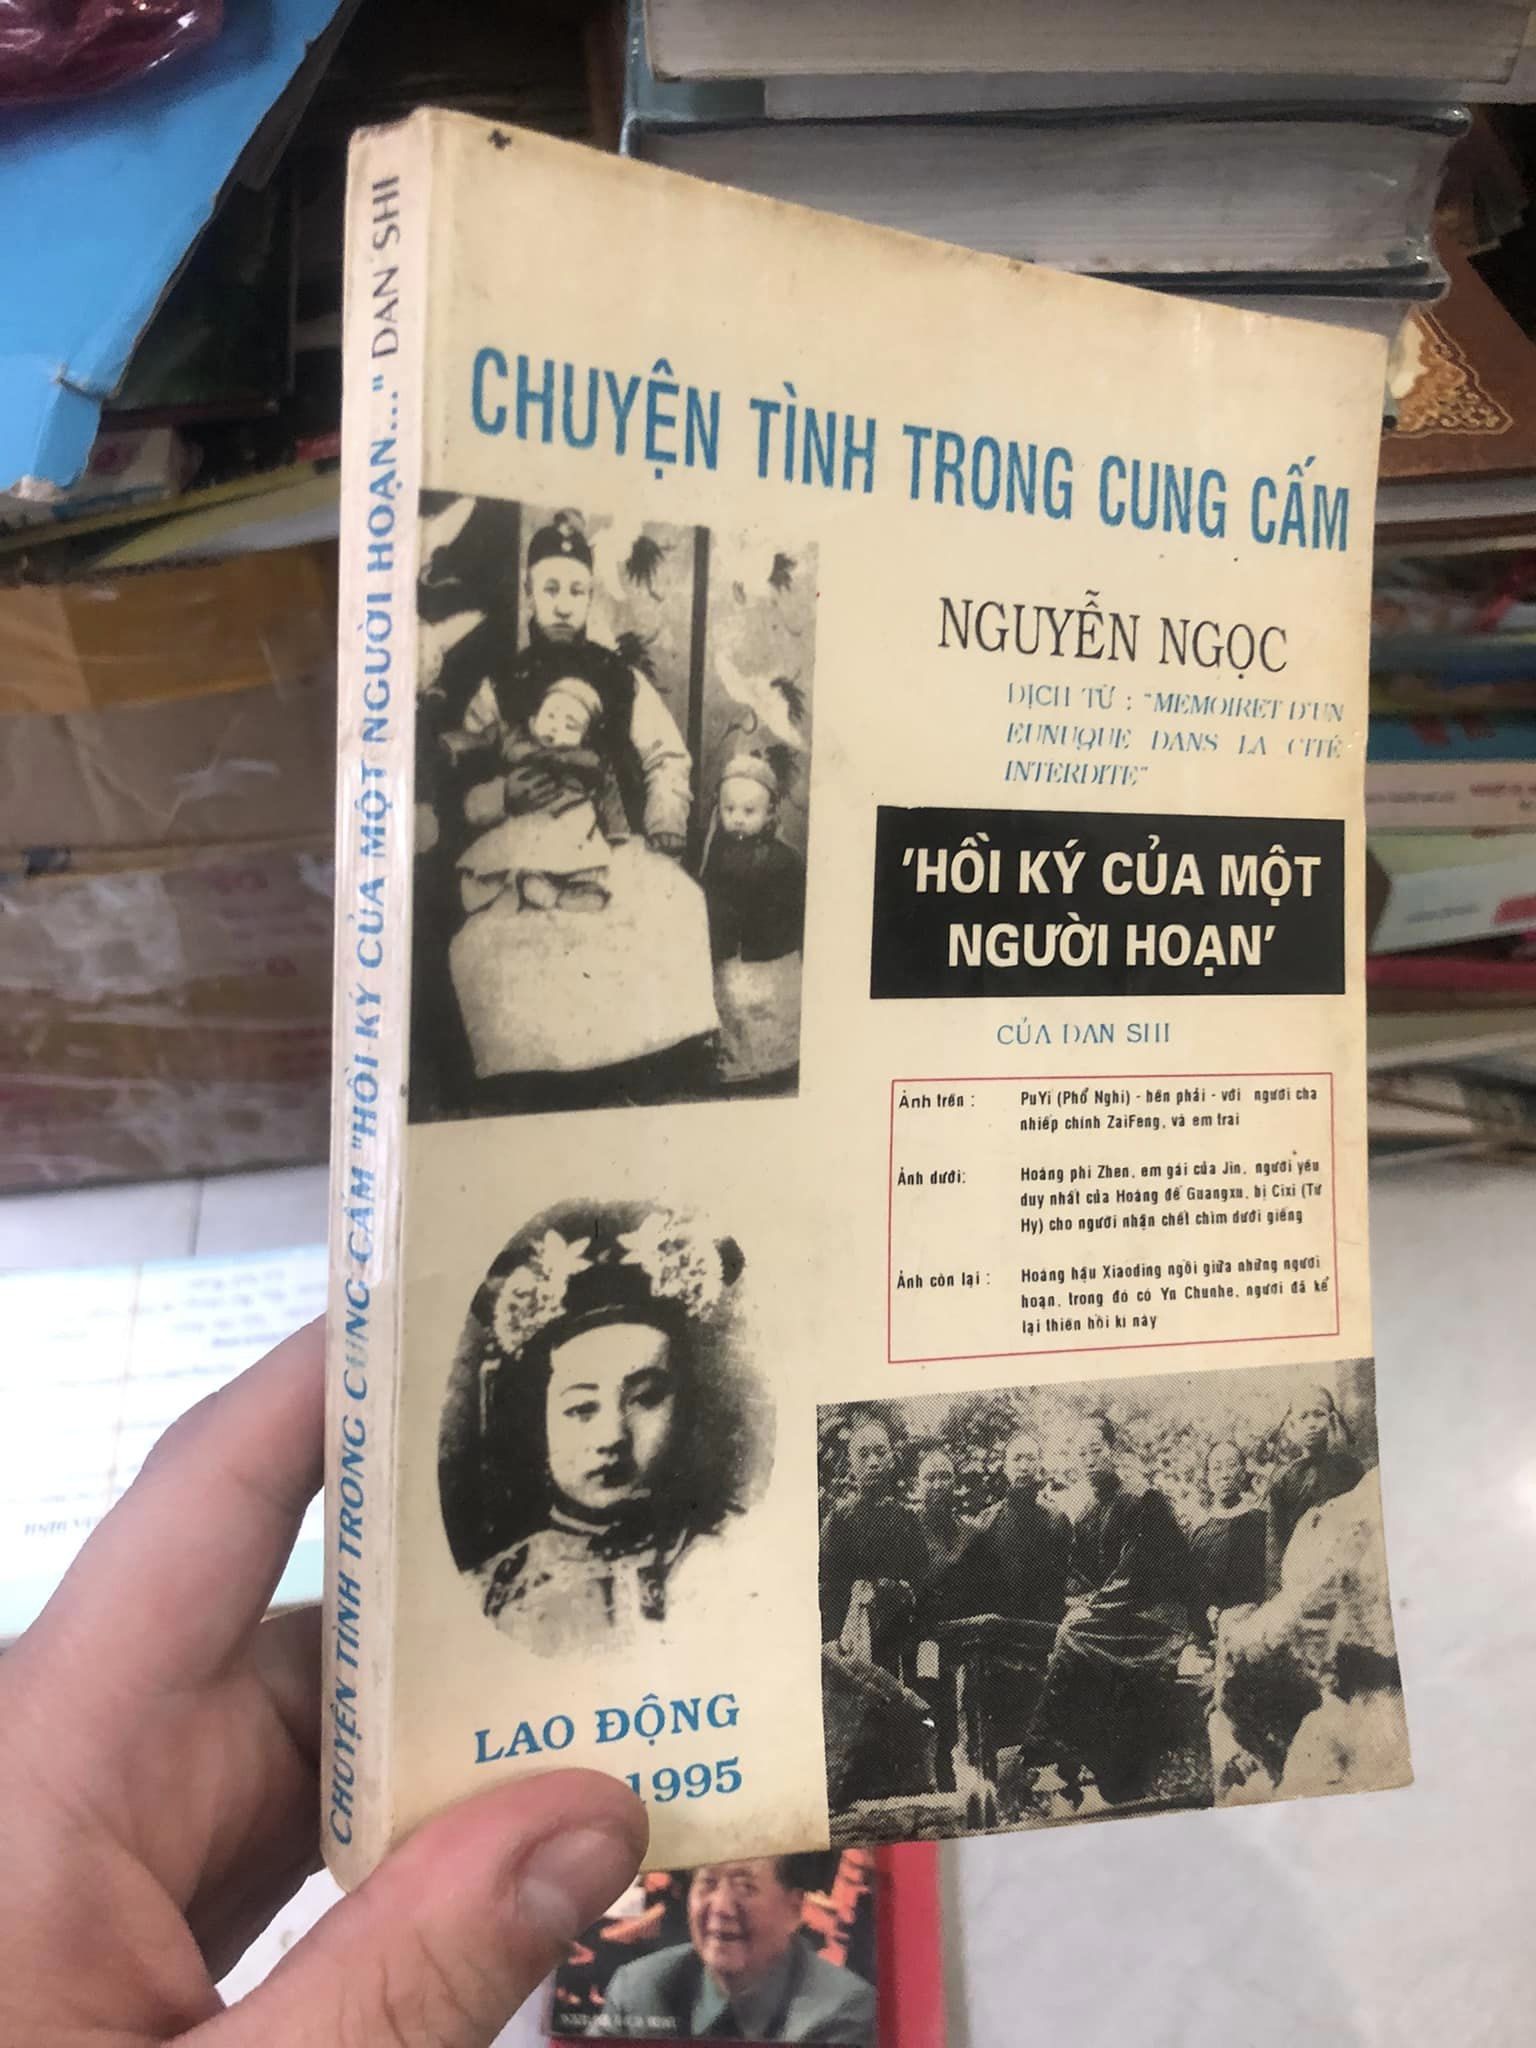 CHUYỆN TÌNH TRONG CUNG CẤM "HỒI KÝ CỦA MỘT NGƯỜI HOẠN..." DAN SHI
CHUYỆN TÌNH TRONG CUNG CẤM
NGUYỄN NGỌC
DỊCH TỪ : "MEMOIRET D'UN
EUNUQUE DANS LA CITÉ
INTERDITE"
'HỒI KÝ CỦA MỘT
NGƯỜI HOẠN'
CỦA DAN SHI
Ảnh trên : PuYi (Phổ Nghi) - bên phải - với người cha
nhiếp chính ZaiFeng, và em trai
Ảnh dưới: Hoàng phi Zhen, em gái của Jin, người yêu
duy nhất của Hoàng đế Guangxu, bị Cixi (Từ
Hy) cho người nhận chết chìm dưới giếng
Ảnh còn lại : Hoàng hậu Xiaoding ngồi giữa những người
hoạn, trong đó có Yu Chunhe, người đã kể
lại thiên hồi kí này
LAO ĐỘNG
1995